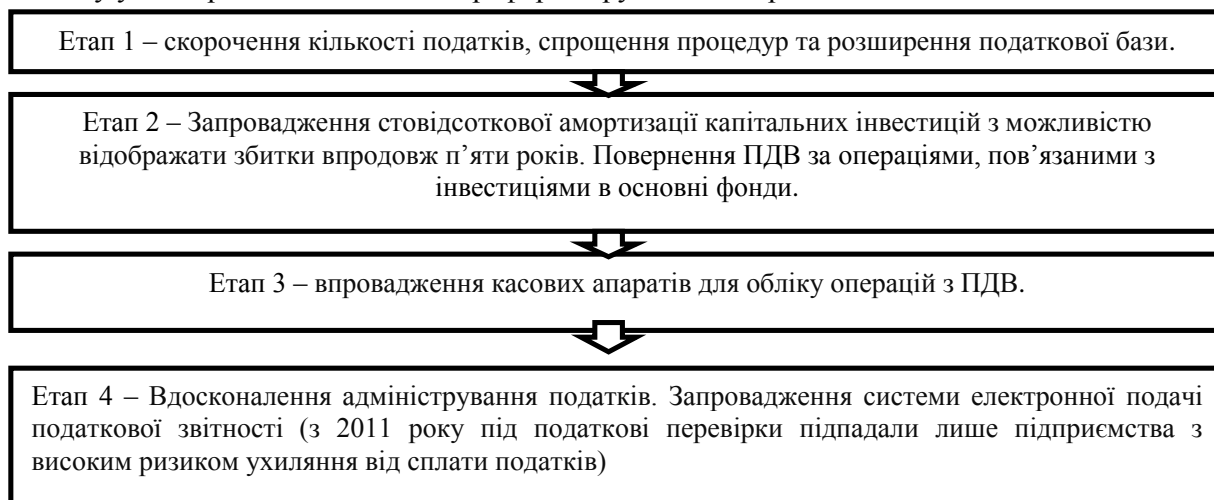 Етап 1 – скорочення кількості податків, спрощення процедур та розширення податкової бази.
Етап 2 – Запровадження стовідсоткової амортизації капітальних інвестицій з можливістю
відображати збитки впродовж п’яти років. Повернення ПДВ за операціями, пов’язаними з
інвестиціями в основні фонди.
Етап 3 – впровадження касових апаратів для обліку операцій з ПДВ.
Етап 4 – Вдосконалення адміністрування податків. Запровадження системи електронної подачі
податкової звітності (з 2011 року під податкові перевірки підпадали лише підприємства з
високим ризиком ухиляння від сплати податків)